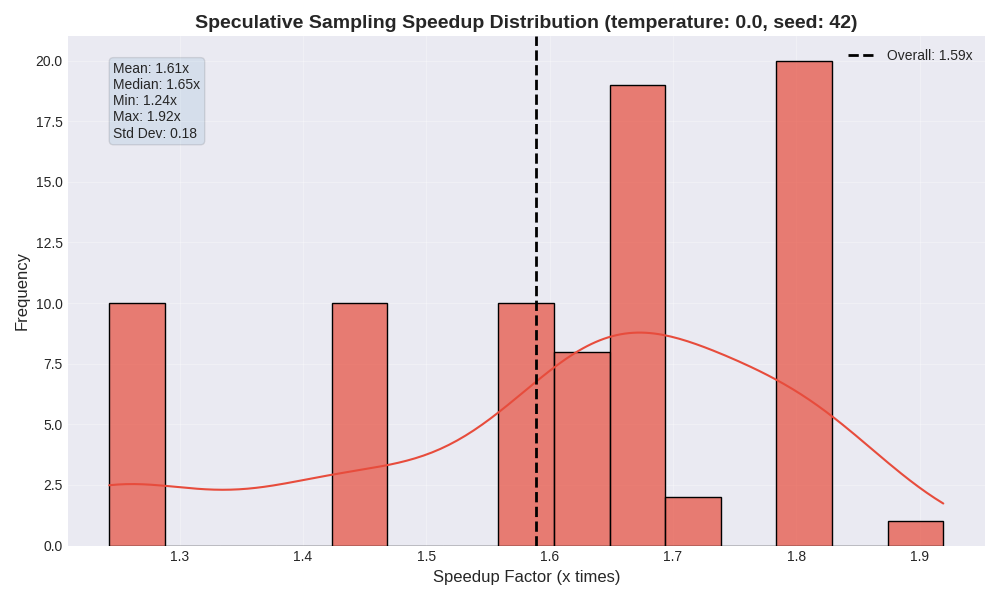 Speculative Sampling Speedup Distribution (temperature: 0.0, seed: 42)
Mean: 1.61x
Median: 1.65x
Min: 1.24x
Max: 1.92x
Std Dev: 0.18
Overall: 1.59x
Frequency
20.0
17.5
15.0
12.5
10.0
7.5
5.0
2.5
0.0
1.3 1.4 1.5 1.6 1.7 1.8 1.9
Speedup Factor (x times)